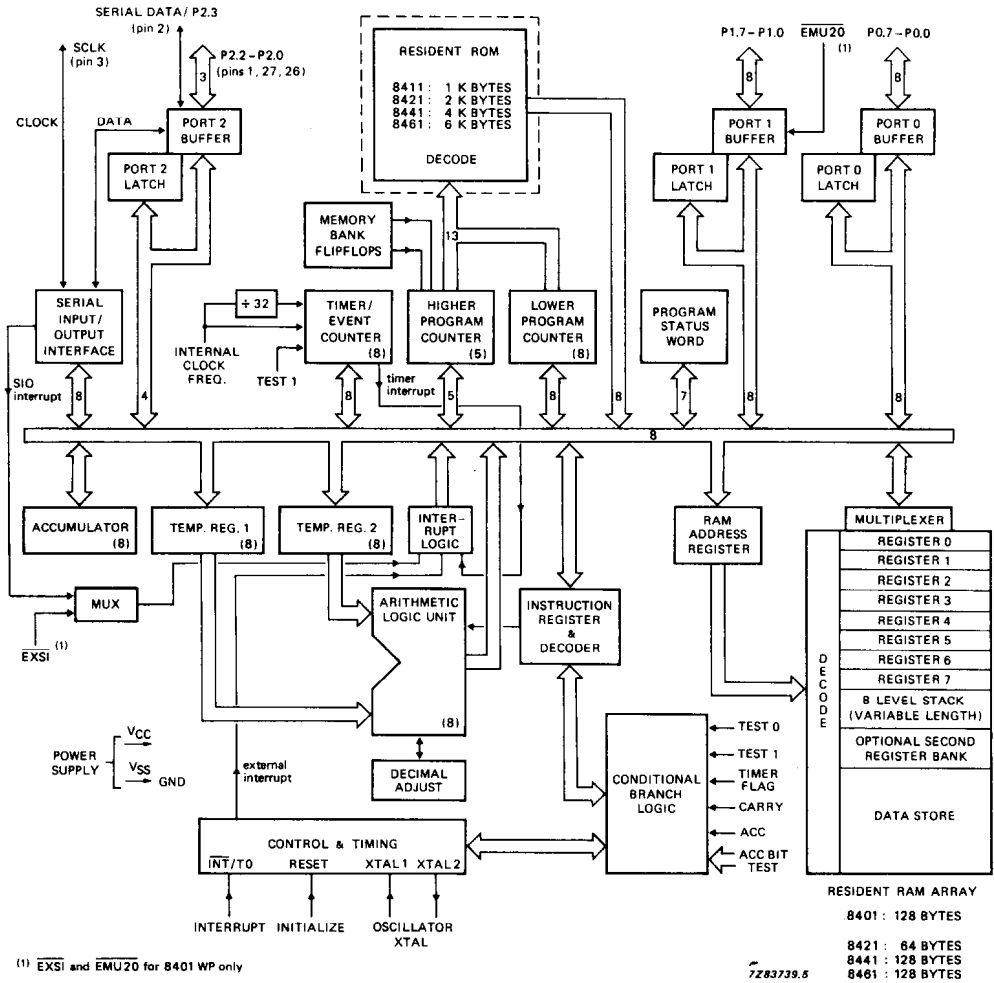 SERIAL DATA/P2.3
(pin 2)
SCLK
(pin 3)
P2.2-P2.0
(pins 1, 27, 26)
3
CLOCK
DATA
PORT 2
BUFFER
PORT 2
LATCH
RESIDENT ROM
8411 : 1 K BYTES
8421 : 2 K BYTES
8441 : 4 K BYTES
8461 : 6 K BYTES
DECODE
P1.7-P1.0
EMU20
(1)
P0.7-P0.0
8
8
PORT 1
BUFFER
PORT 0
BUFFER
PORT 1
LATCH
PORT 0
LATCH
MEMORY
BANK
FLIPFLOPS
13
SERIAL
INPUT/
OUTPUT
INTERFACE
÷ 32
TIMER/
EVENT
COUNTER
(8)
HIGHER
PROGRAM
COUNTER
(5)
LOWER
PROGRAM
COUNTER
(8)
PROGRAM
STATUS
WORD
INTERNAL
CLOCK
FREQ.
TEST 1
timer
interrupt
SIO
interrupt
8
4
8
5
8
8
7
8
8
8
ACCUMULATOR
(8)
TEMP. REG. 1
(8)
TEMP. REG. 2
(8)
INTER-
RUPT
LOGIC
RAM
ADDRESS
REGISTER
MULTIPLEXER
REGISTER 0
REGISTER 1
REGISTER 2
REGISTER 3
REGISTER 4
REGISTER 5
REGISTER 6
REGISTER 7
8 LEVEL STACK
(VARIABLE LENGTH)
OPTIONAL SECOND
REGISTER BANK
DATA STORE
DECODE
MUX
EXSI (1)
ARITHMETIC
LOGIC UNIT
(8)
INSTRUCTION
REGISTER
&
DECODER
POWER
SUPPLY
VCC
VSS
GND
external
interrupt
DECIMAL
ADJUST
CONDITIONAL
BRANCH
LOGIC
TEST 0
TEST 1
TIMER
FLAG
CARRY
ACC
ACC BIT
TEST
CONTROL & TIMING
INT/T0 RESET XTAL1 XTAL2
INTERRUPT INITIALIZE OSCILLATOR
XTAL
RESIDENT RAM ARRAY
8401 : 128 BYTES
8421 : 64 BYTES
8441 : 128 BYTES
8461 : 128 BYTES
(1) EXSI and EMU20 for 8401 WP only
7Z83739.5